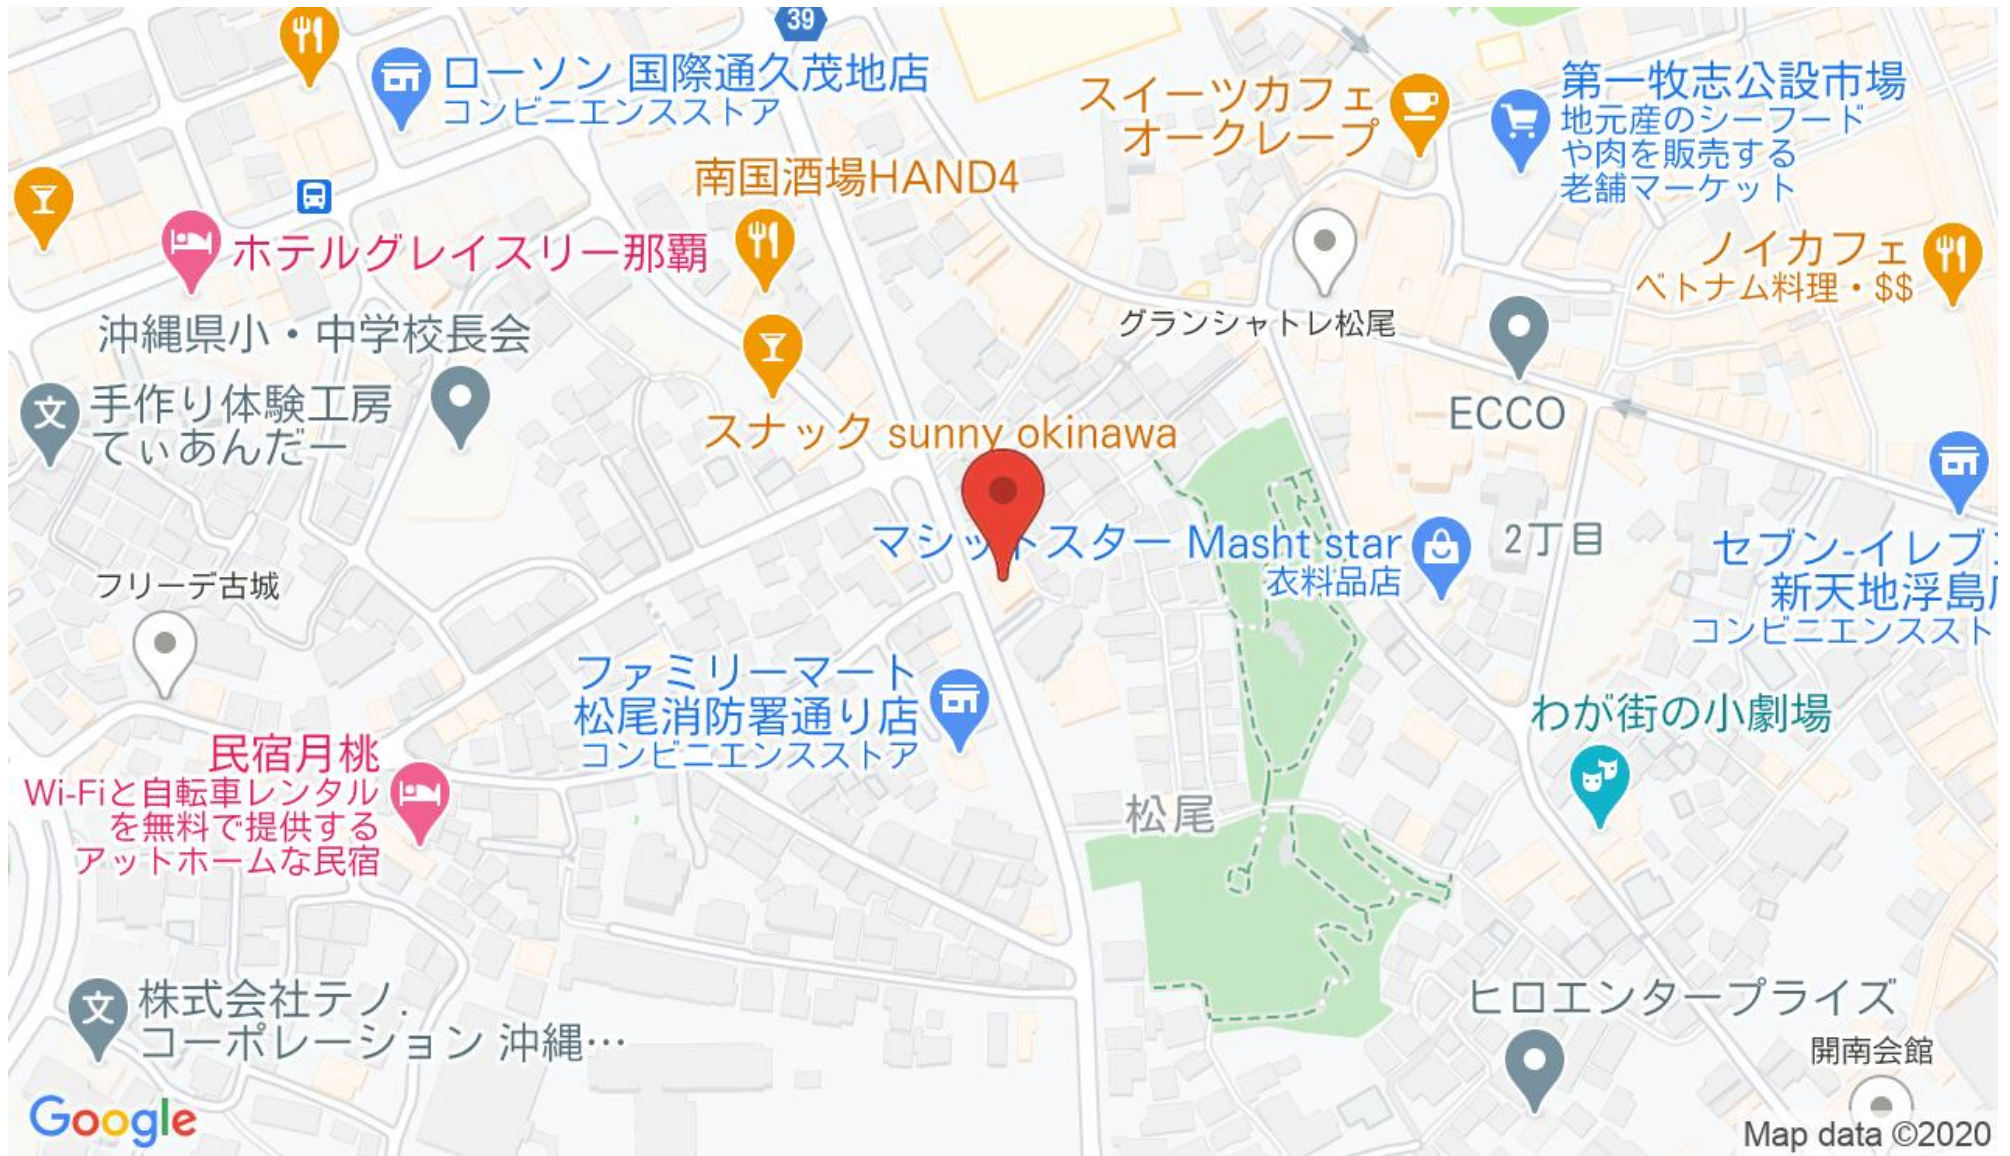 39
ローソン 国際通久茂地店
コンビニエンスストア
スイーツカフェ
オークレープ
第一牧志公設市場
地元産のシーフード
や肉を販売する
老舗マーケット
南国酒場HAND4
ホテルグレイスリー那覇
ノイカフェ
ベトナム料理・$$
グランシャトレ松尾
沖縄県小・中学校長会
手作り体験工房
てぃあんだー
文
スナック sunny okinawa
ECCO
マシットスター Masht star
衣料品店
2丁目
セブン-イレブ
新天地浮島
コンビニエンススト
フリーデ古城
ファミリーマート
松尾消防署通り店
コンビニエンスストア
わが街の小劇場
民宿月桃
Wi-Fiと自転車レンタル
を無料で提供する
アットホームな民宿
松尾
文
株式会社テノ.
コーポレーション 沖縄…
ヒロエンタープライズ
開南会館
Google
Map data ©2020